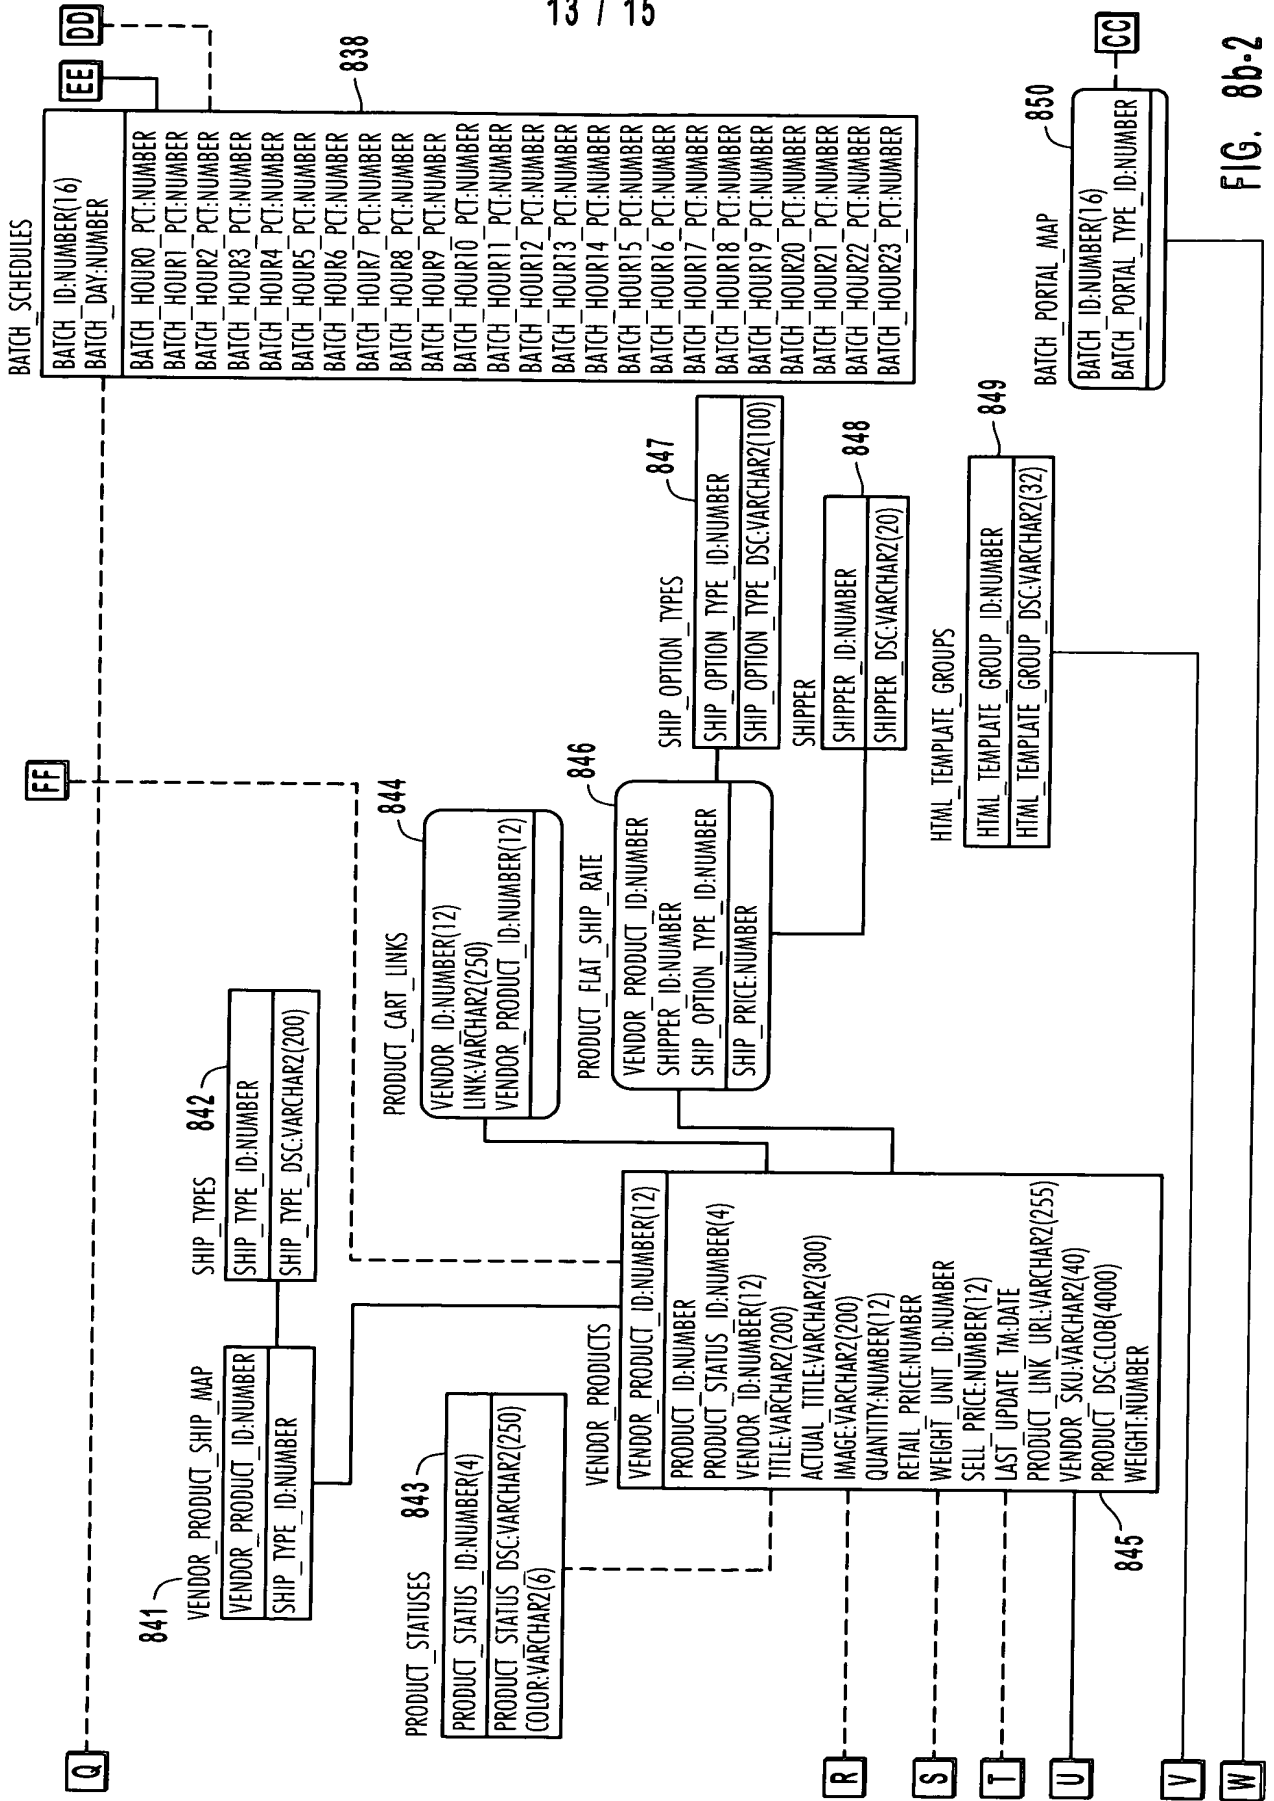 13 / 15
Q
FF
EE
DD
BATCH_SCHEDULES
BATCH_ID:NUMBER(16)
BATCH_DAY:NUMBER
BATCH_HOUR0_PCT:NUMBER
BATCH_HOUR1_PCT:NUMBER
BATCH_HOUR2_PCT:NUMBER
BATCH_HOUR3_PCT:NUMBER
BATCH_HOUR4_PCT:NUMBER
BATCH_HOUR5_PCT:NUMBER
BATCH_HOUR6_PCT:NUMBER
BATCH_HOUR7_PCT:NUMBER
BATCH_HOUR8_PCT:NUMBER
BATCH_HOUR9_PCT:NUMBER
BATCH_HOUR10_PCT:NUMBER
BATCH_HOUR11_PCT:NUMBER
BATCH_HOUR12_PCT:NUMBER
BATCH_HOUR13_PCT:NUMBER
BATCH_HOUR14_PCT:NUMBER
BATCH_HOUR15_PCT:NUMBER
BATCH_HOUR16_PCT:NUMBER
BATCH_HOUR17_PCT:NUMBER
BATCH_HOUR18_PCT:NUMBER
BATCH_HOUR19_PCT:NUMBER
BATCH_HOUR20_PCT:NUMBER
BATCH_HOUR21_PCT:NUMBER
BATCH_HOUR22_PCT:NUMBER
BATCH_HOUR23_PCT:NUMBER
838
841
VENDOR_PRODUCT_SHIP_MAP
VENDOR_PRODUCT_ID:NUMBER
SHIP_TYPE_ID:NUMBER
SHIP_TYPES
842
SHIP_TYPE_ID:NUMBER
SHIP_TYPE_DSC:VARCHAR2(200)
PRODUCT_STATUSES
843
PRODUCT_STATUS_ID:NUMBER(4)
PRODUCT_STATUS_DSC:VARCHAR2(250)
COLOR:VARCHAR2(6)
PRODUCT_CART_LINKS
844
VENDOR_ID:NUMBER(12)
LINK:VARCHAR2(250)
VENDOR_PRODUCT_ID:NUMBER(12)
VENDOR_PRODUCTS
VENDOR_PRODUCT_ID:NUMBER(12)
PRODUCT_ID:NUMBER
PRODUCT_STATUS_ID:NUMBER(4)
VENDOR_ID:NUMBER(12)
TITLE:VARCHAR2(200)
ACTUAL_TITLE:VARCHAR2(300)
IMAGE:VARCHAR2(200)
QUANTITY:NUMBER(12)
RETAIL_PRICE:NUMBER
WEIGHT_UNIT_ID:NUMBER
SELL_PRICE:NUMBER(12)
LAST_UPDATE_TM:DATE
PRODUCT_LINK_URL:VARCHAR2(255)
VENDOR_SKU:VARCHAR2(40)
PRODUCT_DSC:CLOB(4000)
WEIGHT:NUMBER
845
PRODUCT_FLAT_SHIP_RATE
846
VENDOR_PRODUCT_ID:NUMBER
SHIPPER_ID:NUMBER
SHIP_OPTION_TYPE_ID:NUMBER
SHIP_PRICE:NUMBER
SHIP_OPTION_TYPES
847
SHIP_OPTION_TYPE_ID:NUMBER
SHIP_OPTION_TYPE_DSC:VARCHAR2(100)
SHIPPER
848
SHIPPER_ID:NUMBER
SHIPPER_DSC:VARCHAR2(20)
HTML_TEMPLATE_GROUPS
849
HTML_TEMPLATE_GROUP_ID:NUMBER
HTML_TEMPLATE_GROUP_DSC:VARCHAR2(32)
BATCH_PORTAL_MAP
850
BATCH_ID:NUMBER(16)
BATCH_PORTAL_TYPE_ID:NUMBER
CC
R
S
T
U
V
W
FIG. 8b-2